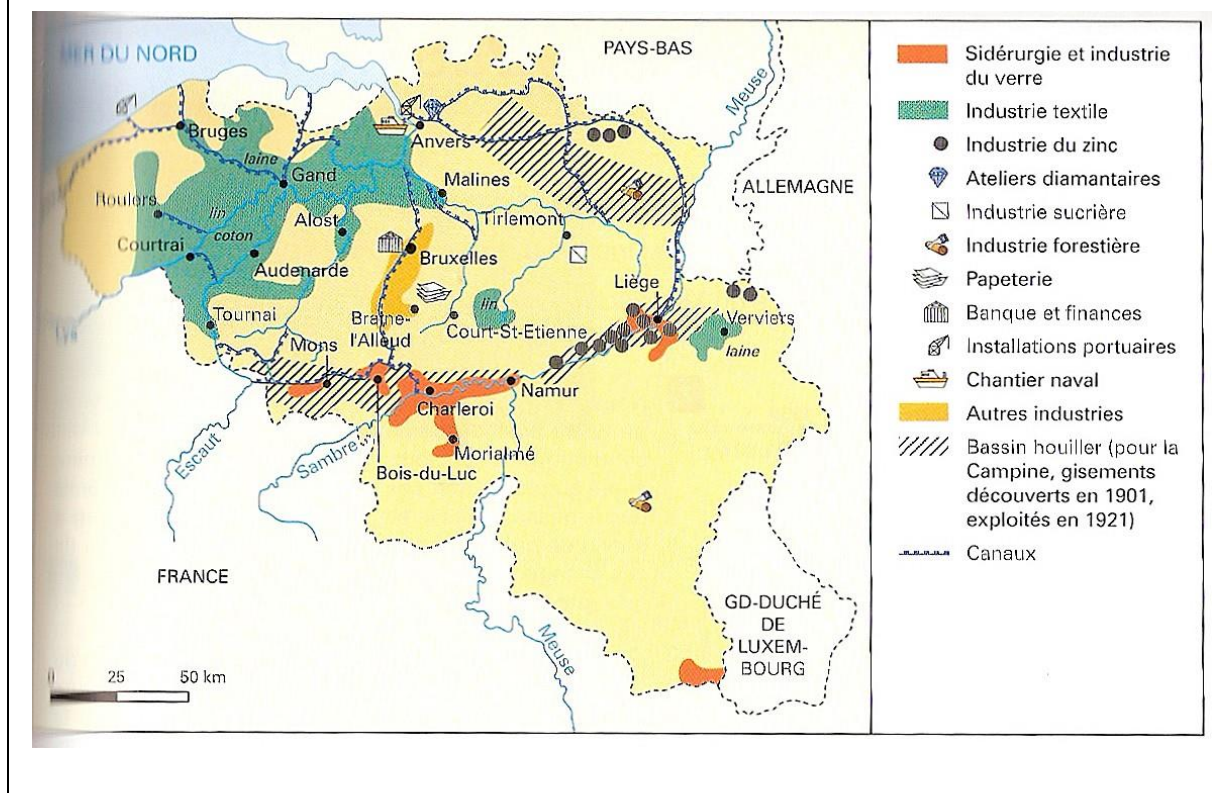 MER DU NORD
PAYS-BAS
Meuse
Bruges
Anvers
laine
Gand
Malines
ALLEMAGNE
Roulers
lin
Alost
Tirlemont
coton
Courtrai
Bruxelles
Audenarde
Liège
lin
Tournai
Braine-
l'Alleud
Court-St-Etienne
Verviers
laine
Mons
Namur
Charleroi
Escaut
Sambre
Morialmé
Bois-du-Luc
FRANCE
GD-DUCHÉ
DE
LUXEM-
BOURG
Meuse
0 25 50 km
Sidérurgie et industrie
du verre
Industrie textile
Industrie du zinc
Ateliers diamantaires
Industrie sucrière
Industrie forestière
Papeterie
Banque et finances
Installations portuaires
Chantier naval
Autres industries
Bassin houiller (pour la
Campine, gisements
découverts en 1901,
exploités en 1921)
Canaux